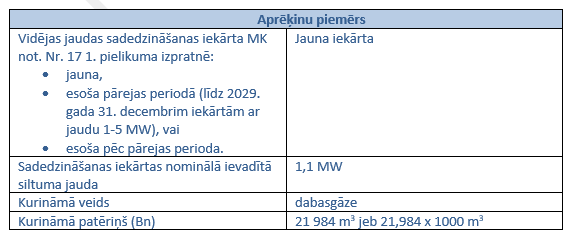 Aprēķinu piemērs
Vidējas jaudas sadedzināšanas iekārta MK
not. Nr. 17 1. pielikuma izpratnē:
• jauna,
• esoša pārejas periodā (līdz 2029.
gada 31. decembrim iekārtām ar
jaudu 1-5 MW), vai
• esoša pēc pārejas perioda.
Jauna iekārta
Sadedzināšanas iekārtas nominālā ievadītā
siltuma jauda
1,1 MW
Kurināmā veids
dabasgāze
Kurināmā patēriņš (Bn)
21 984 m³ jeb 21,984 x 1000 m³